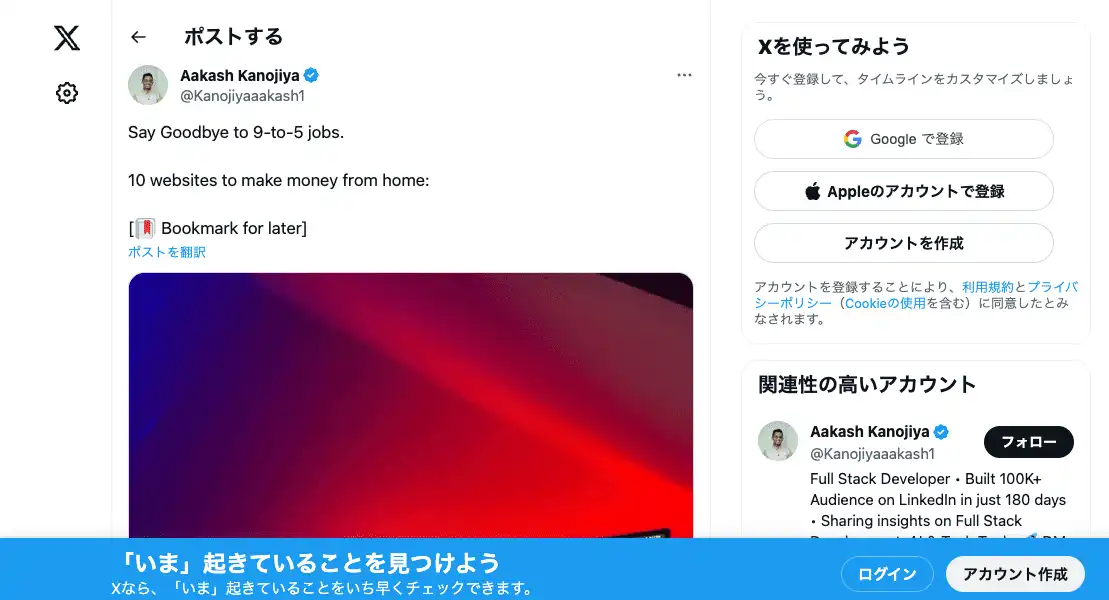 ポストする
Aakash Kanojiya
@Kanojiyaaakash1
Say Goodbye to 9-to-5 jobs.
10 websites to make money from home:
[ Bookmark for later]
ポストを翻訳
Xを使ってみよう
今すぐ登録して、タイムラインをカスタマイズしましょ
う。
Google で登録
Appleのアカウントで登録
アカウントを作成
アカウントを登録することにより、利用規約とプライバ
シーポリシー（Cookieの使用を含む）に同意したとみ
なされます。
関連性の高いアカウント
Aakash Kanojiya
@Kanojiyaaakash1
フォロー
Full Stack Developer • Built 100K+
Audience on LinkedIn in just 180 days
• Sharing insights on Full Stack
「いま」起きていることを見つけよう
Xなら、「いま」起きていることをいち早くチェックできます。
ログイン
アカウント作成